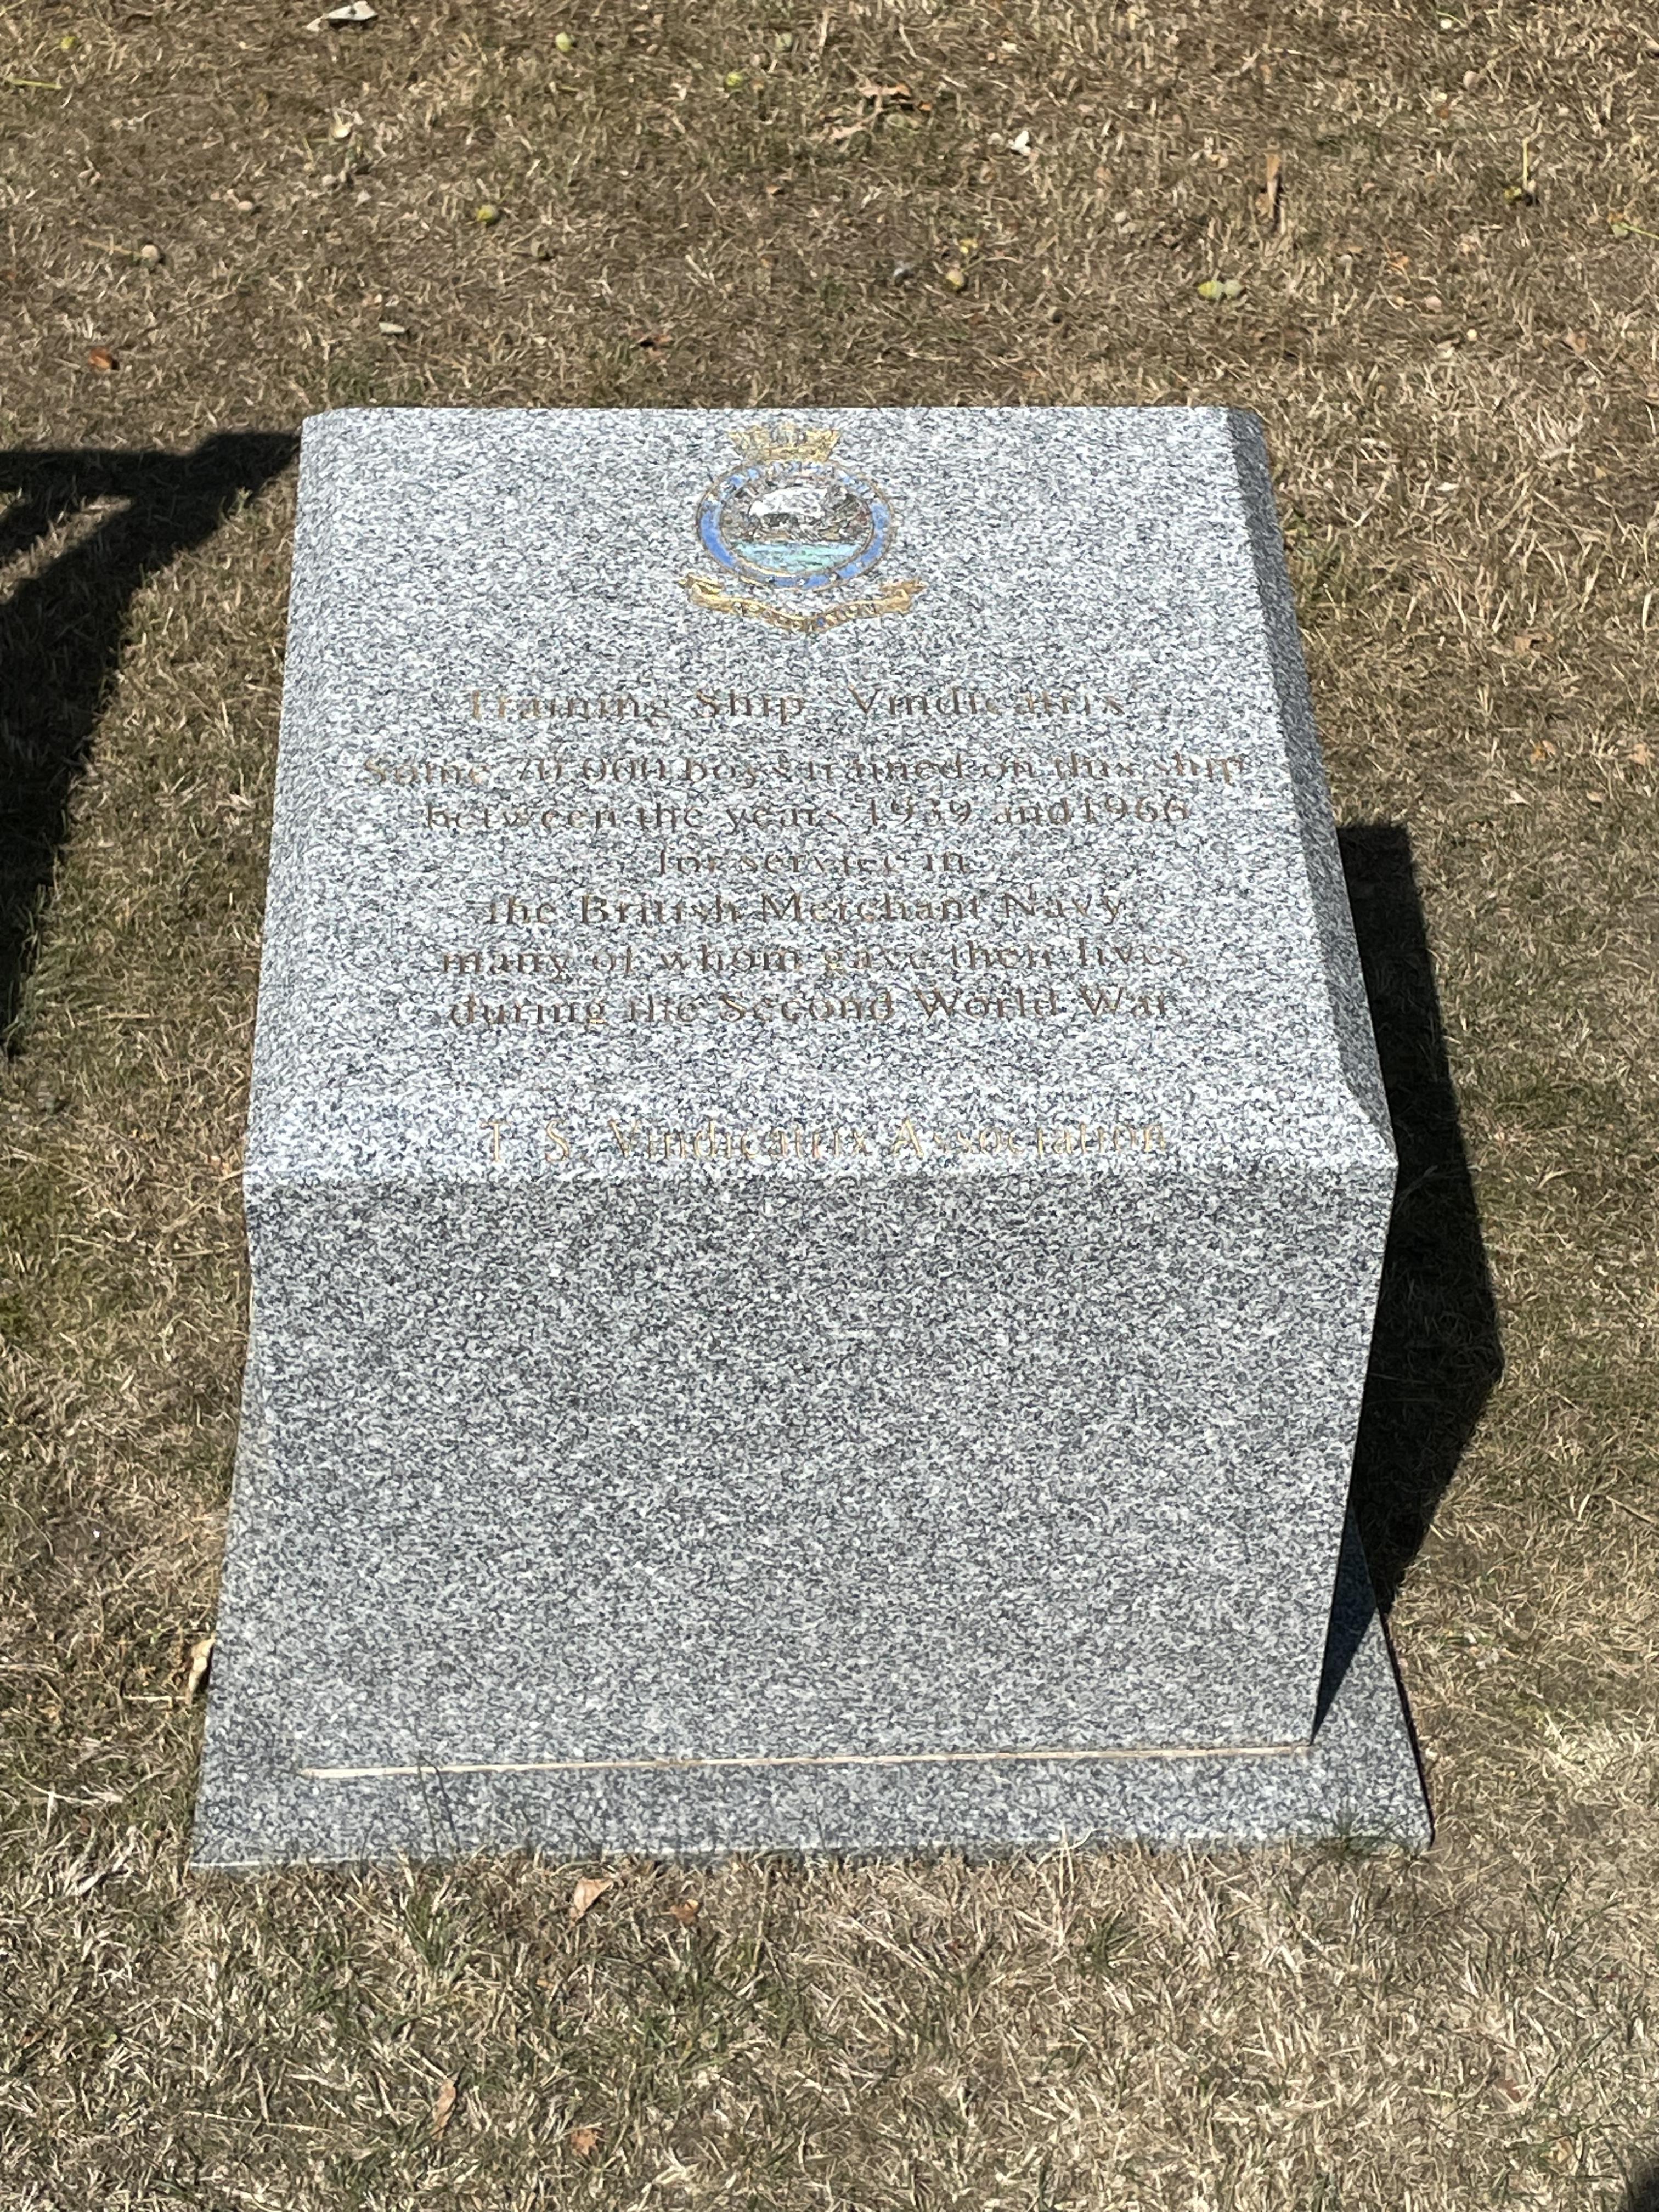 Training Ship 'Vindicatrix'
Some 70,000 boys trained on this ship
between the years 1939 and 1966
for service in
the British Merchant Navy,
many of whom gave their lives
during the Second World War
T. S. Vindicatrix Association